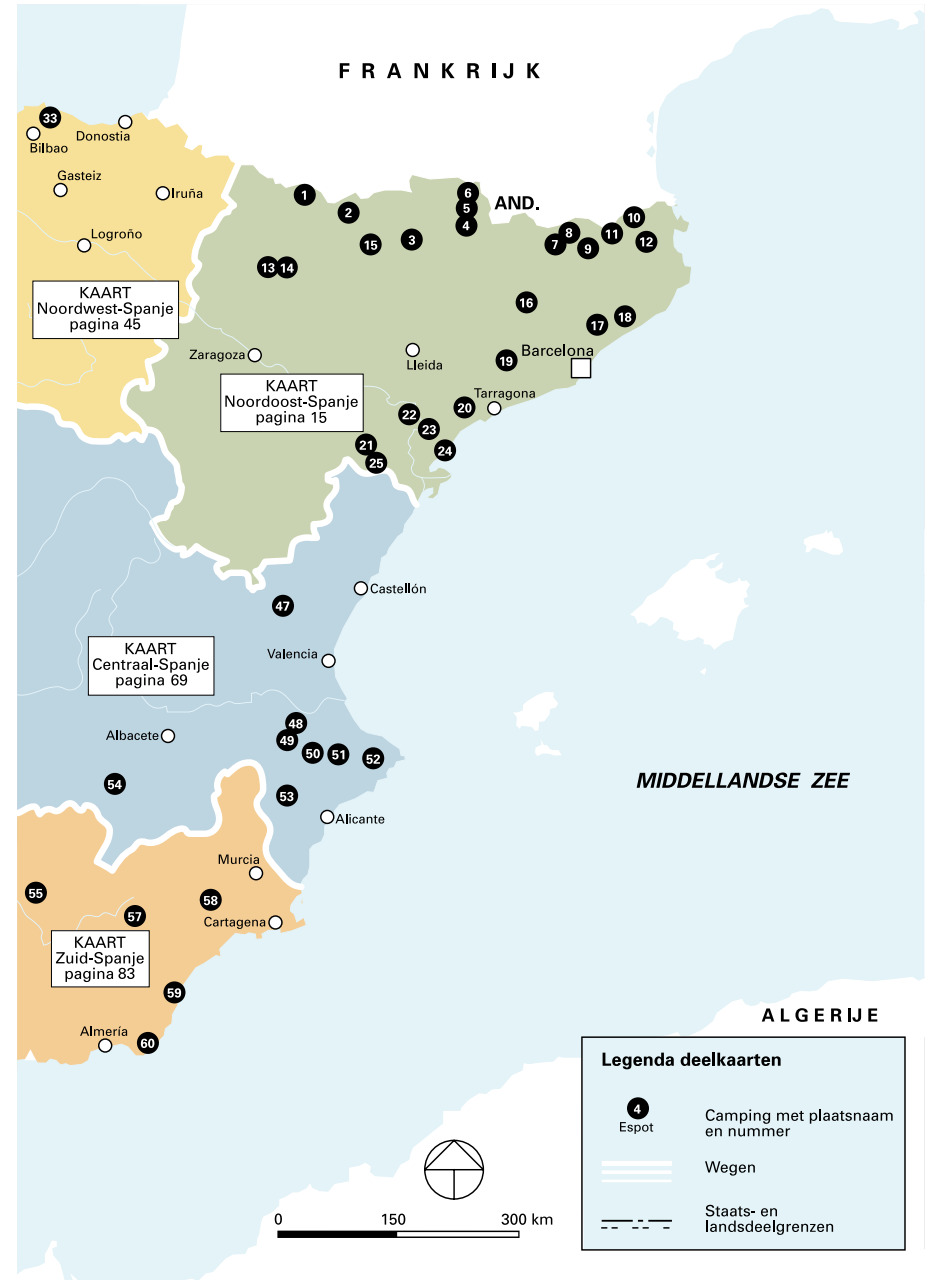 FRANKRIJK
33
Donostia
Bilbao
Gasteiz
Iruña
Logroño
KAART
Noordwest-Spanje
pagina 45
1
2
3
4
5
6
AND.
7
8
9
10
11
12
13
14
15
16
17
18
19
Barcelona
Zaragoza
Lleida
Tarragona
KAART
Noordoost-Spanje
pagina 15
20
21
22
23
24
25
Castellón
47
Valencia
KAART
Centraal-Spanje
pagina 69
Albacete
48
49
50
51
52
53
54
Alicante
MIDDELLANDSE ZEE
Murcia
55
57
58
Cartagena
KAART
Zuid-Spanje
pagina 83
59
Almería
60
ALGERIJE
Legenda deelkaarten
4
Espot
Camping met plaatsnaam
en nummer
Wegen
Staats- en
landsdeelgrenzen
0 150 300 km